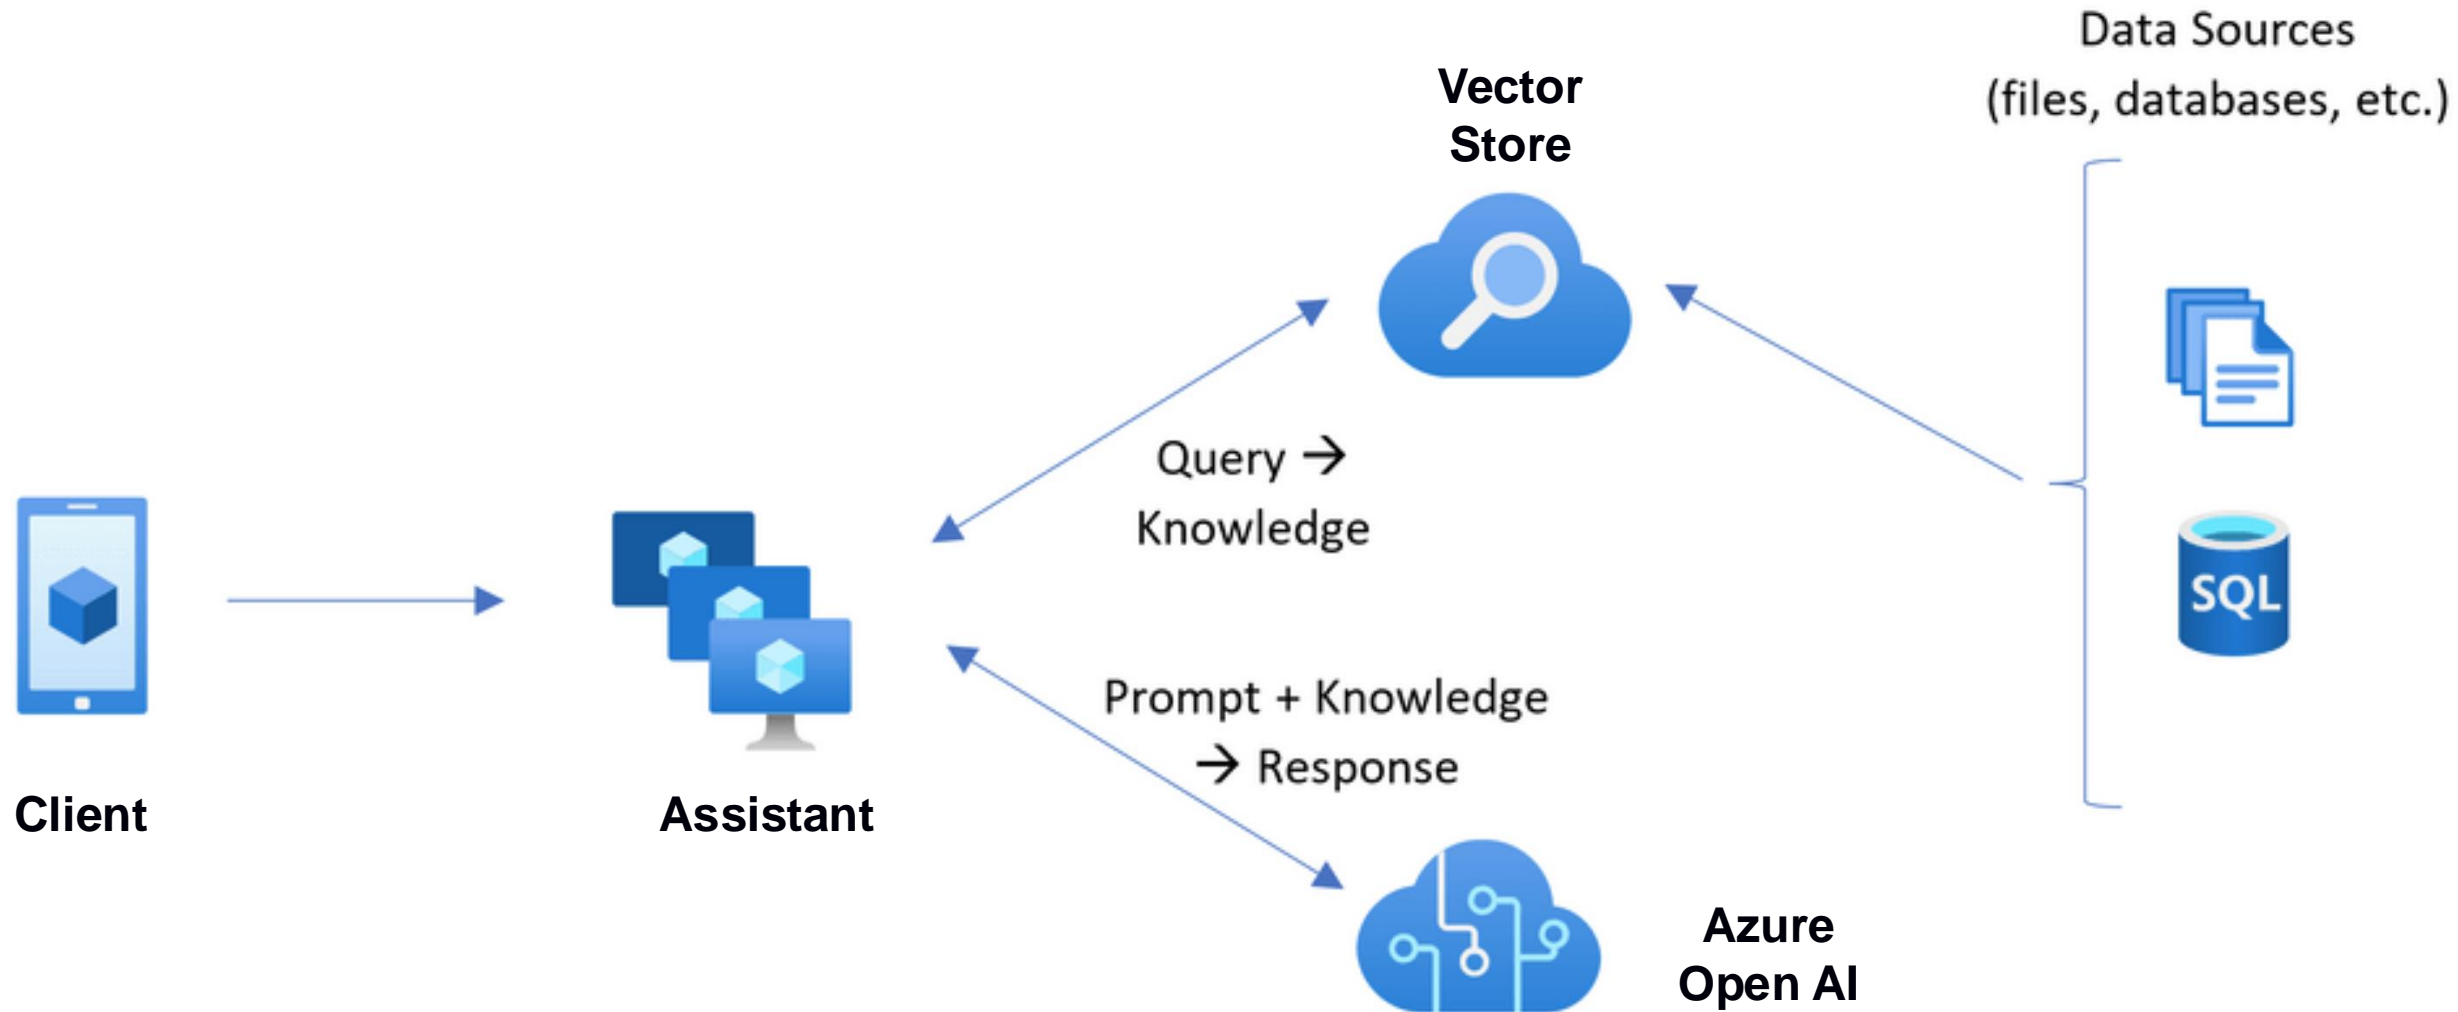 Data Sources
(files, databases, etc.)
Vector
Store
Query →
Knowledge
SQL
Prompt + Knowledge
→ Response
Client
Assistant
Azure
Open AI